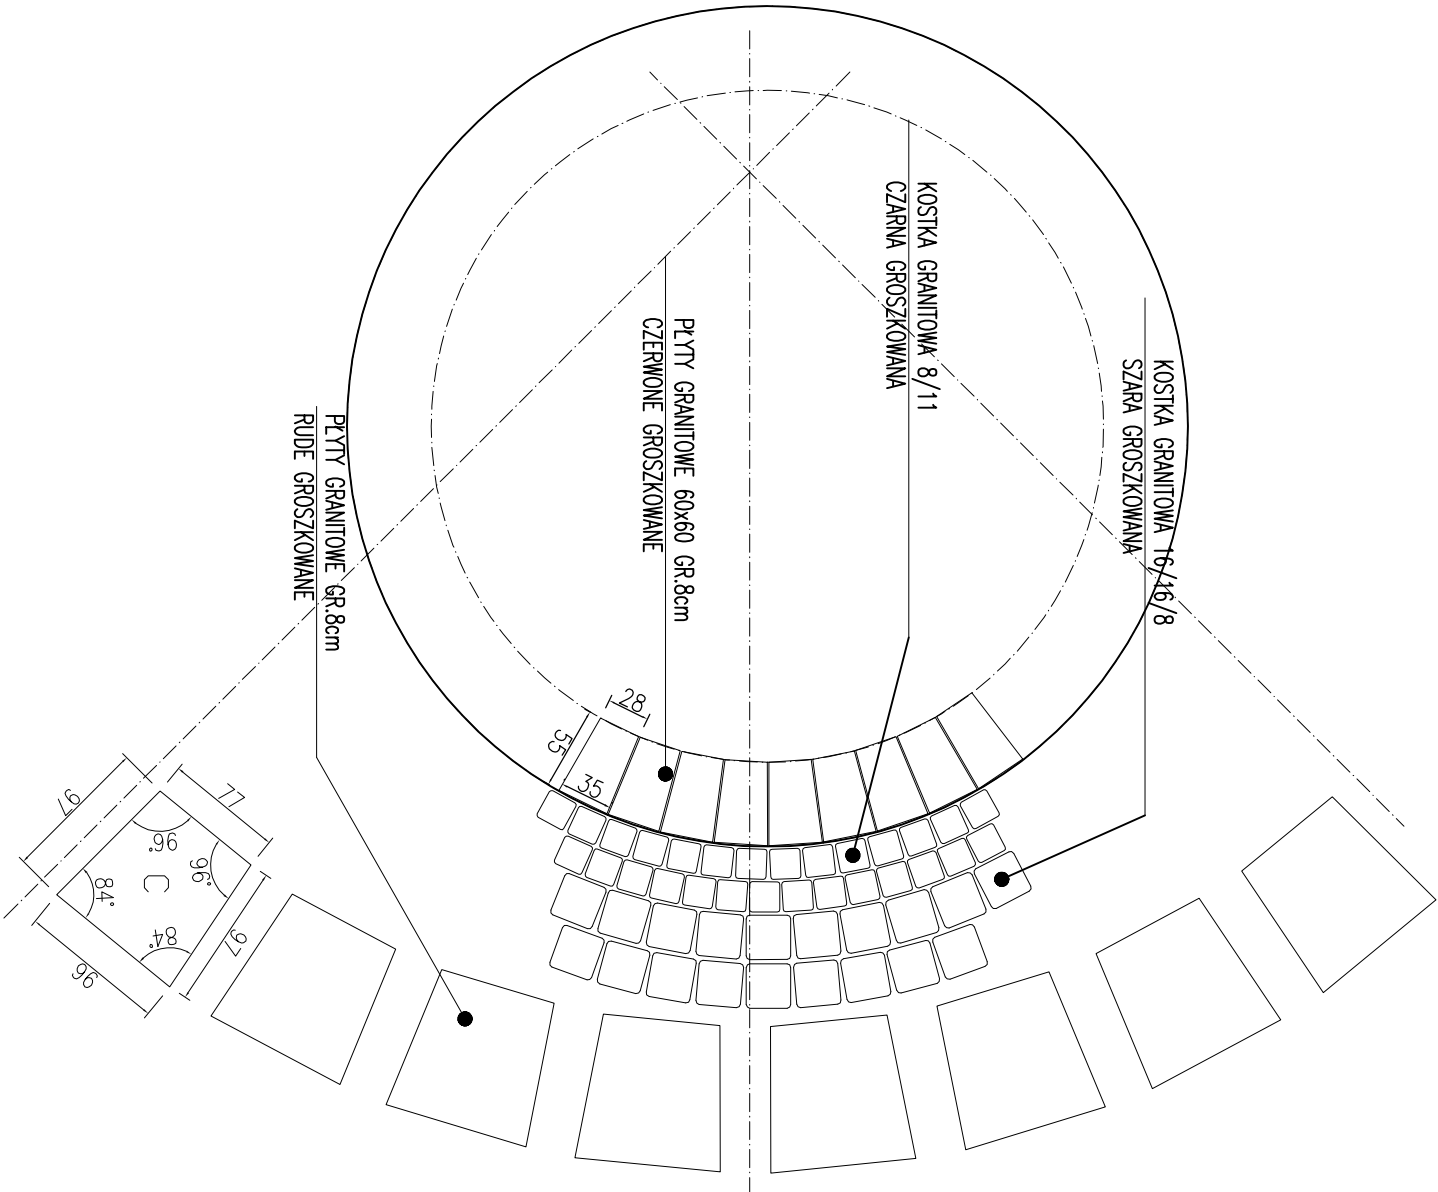 KOSTKA GRANITOWA 16/16/8
SZARA GROSZKOWANA
KOSTKA GRANITOWA 8/11
CZARNA GROSZKOWANA
PŁYTY GRANITOWE 60x60 GR.8cm
CZERWONE GROSZKOWANE
PŁYTY GRANITOWE GR.8cm
RUDE GROSZKOWANE
28
55
35
97
77
96°
96°
84°
C
84°
97
96